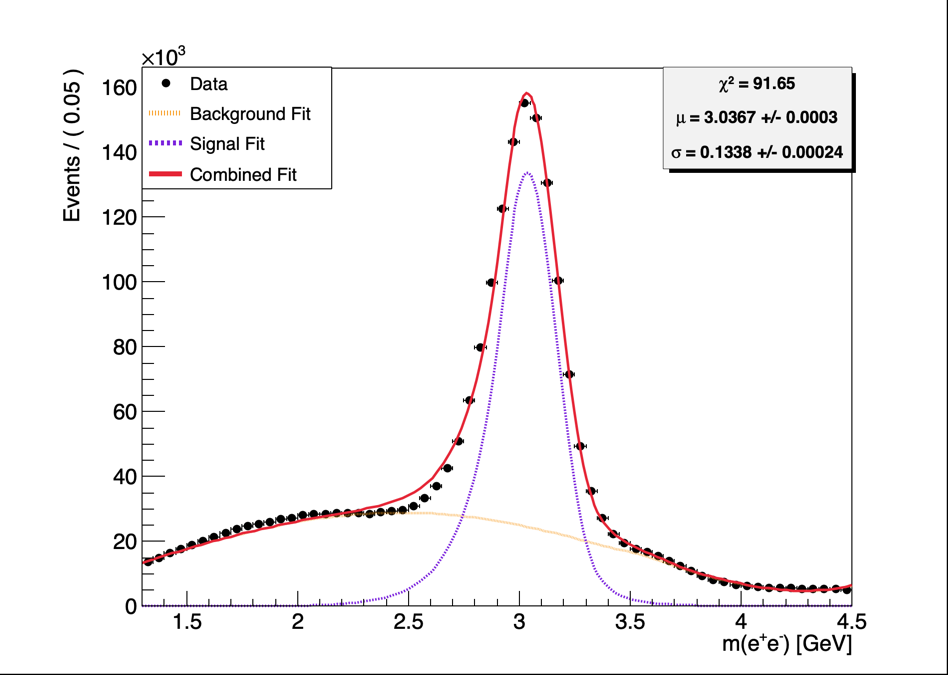 ×10³
Events / ( 0.05 )
160
140
120
100
80
60
40
20
0
Data
Background Fit
Signal Fit
Combined Fit
χ² = 91.65
μ = 3.0367 +/- 0.0003
σ = 0.1338 +/- 0.00024
1.5 2 2.5 3 3.5 4 4.5
m(e⁺e⁻) [GeV]